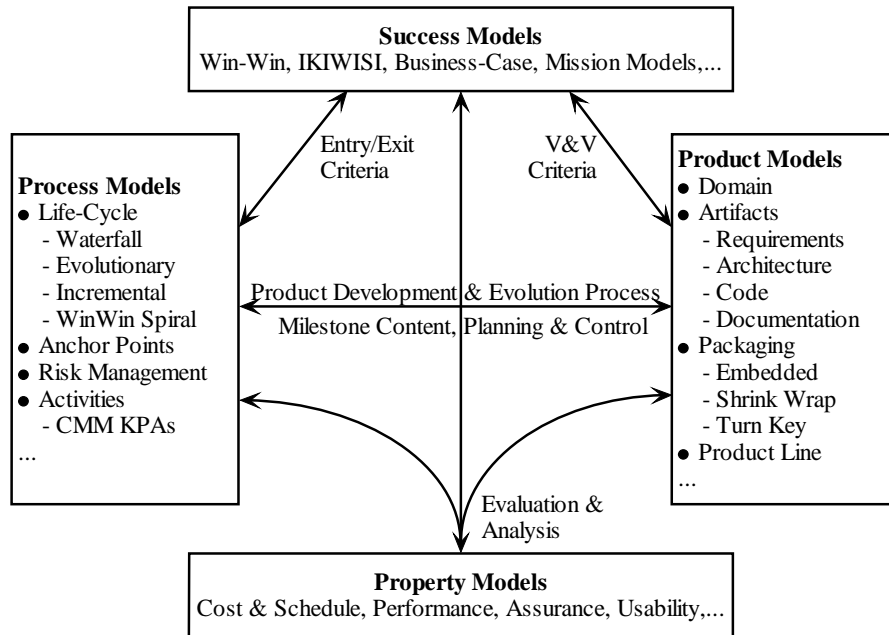 Success Models
Win-Win, IKIWISI, Business-Case, Mission Models,...
Entry/Exit
Criteria
V&V
Criteria
Process Models
● Life-Cycle
- Waterfall
- Evolutionary
- Incremental
- WinWin Spiral
● Anchor Points
● Risk Management
● Activities
- CMM KPAs
...
Product Development & Evolution Process
Milestone Content, Planning & Control
Product Models
● Domain
● Artifacts
- Requirements
- Architecture
- Code
- Documentation
● Packaging
- Embedded
- Shrink Wrap
- Turn Key
● Product Line
...
Evaluation &
Analysis
Property Models
Cost & Schedule, Performance, Assurance, Usability,...